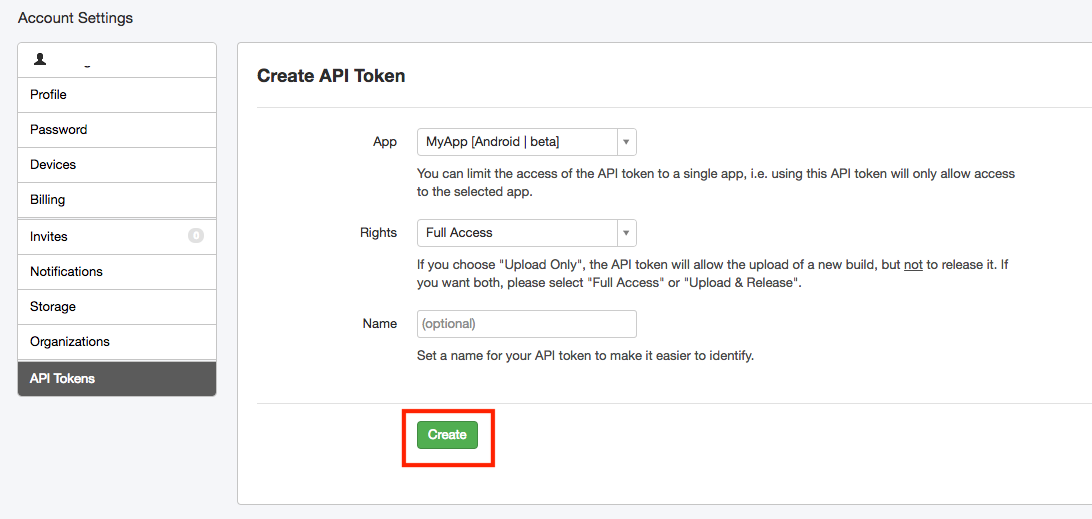 Account Settings
Profile
Password
Devices
Billing
Invites 0
Notifications
Storage
Organizations
API Tokens
Create API Token
App MyApp [Android | beta]
You can limit the access of the API token to a single app, i.e. using this API token will only allow access
to the selected app.
Rights Full Access
If you choose "Upload Only", the API token will allow the upload of a new build, but not to release it. If
you want both, please select "Full Access" or "Upload & Release".
Name (optional)
Set a name for your API token to make it easier to identify.
Create